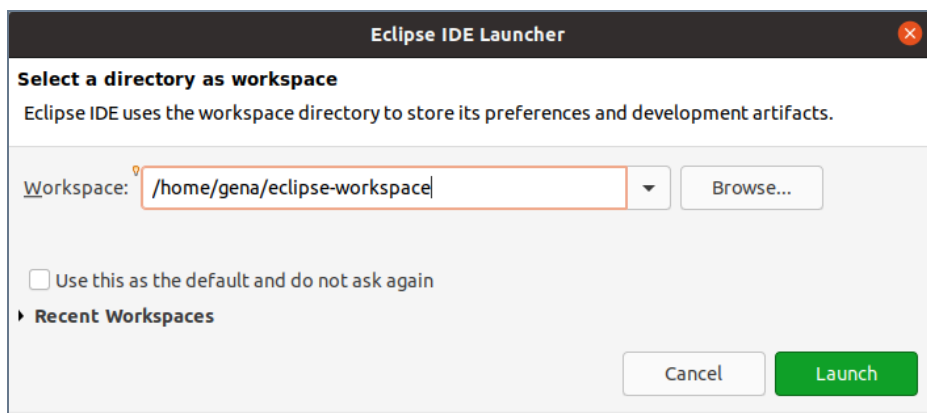 Eclipse IDE Launcher
Select a directory as workspace
Eclipse IDE uses the workspace directory to store its preferences and development artifacts.
Workspace: /home/gena/eclipse-workspace Browse...
Use this as the default and do not ask again
Recent Workspaces
Cancel Launch